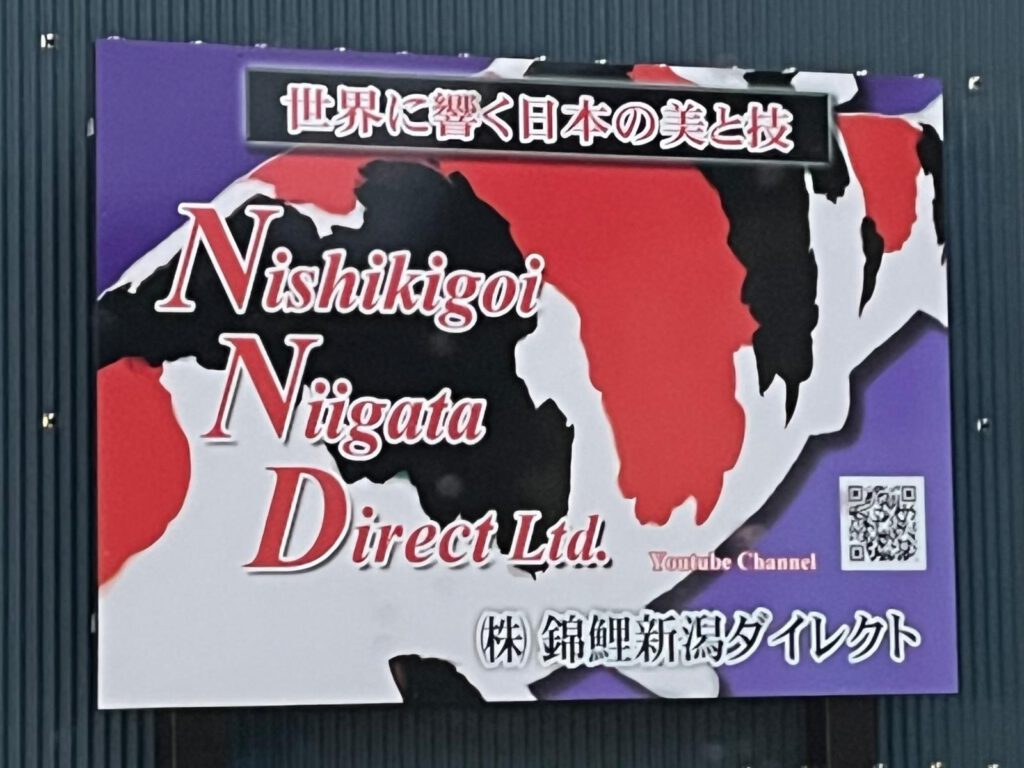 世界に響く日本の美と技
Nishikigoi
Niigata
Direct Ltd.
Youtube Channel
㈱ 錦鯉新潟ダイレクト